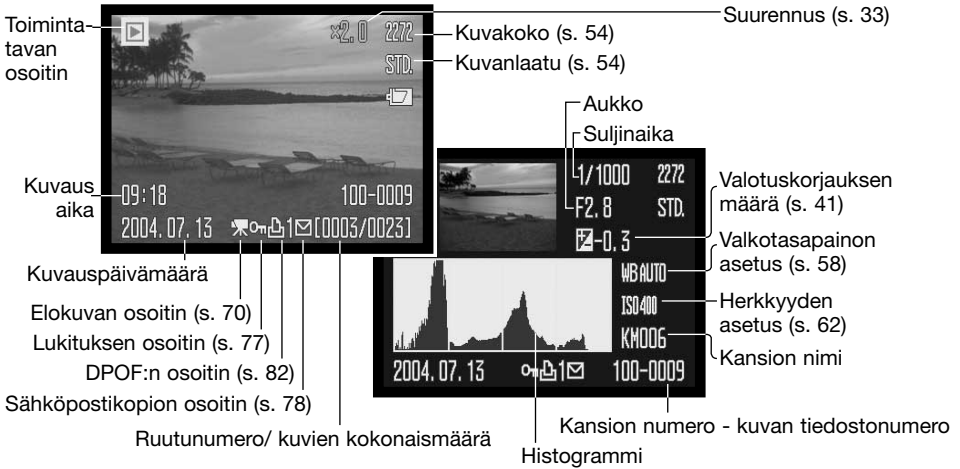 Toiminta-
tavan
osoitin
×2.0
2272
STD.
Suurennus (s. 33)
Kuvakoko (s. 54)
Kuvanlaatu (s. 54)
Aukko
Suljinaika
Kuvaus
aika
09:18
100-0009
2004.07.13
1
[0003/0023]
Kuvauspäivämäärä
Elokuvan osoitin (s. 70)
Lukituksen osoitin (s. 77)
DPOF:n osoitin (s. 82)
Sähköpostikopion osoitin (s. 78)
Ruutunumero/ kuvien kokonaismäärä
1/1000
2272
F2.8
STD.
-0.3
WB AUTO
ISO400
KM006
2004.07.13
1
100-0009
Valotuskorjauksen
määrä (s. 41)
Valkotasapainon
asetus (s. 58)
Herkkyyden
asetus (s. 62)
Kansion nimi
Kansion numero - kuvan tiedostonumero
Histogrammi